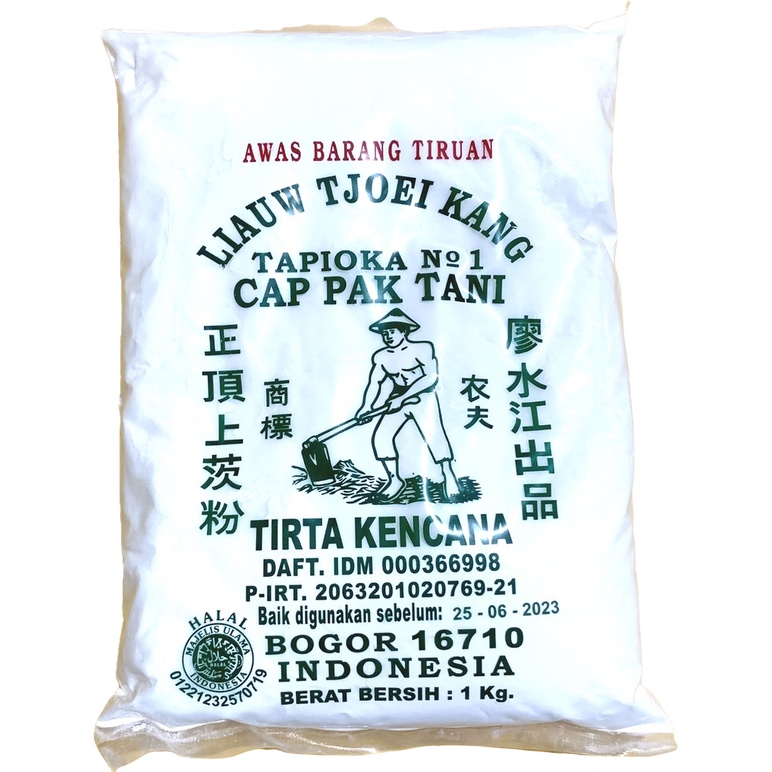 AWAS BARANG TIRUAN
LIAUW TJOEI KANG
TAPIOKA No 1
CAP PAK TANI
正頂上茨粉
商標
农夫
廖水江出品
TIRTA KENCANA
DAFT. IDM 000366998
P-IRT. 2063201020769-21
Baik digunakan sebelum: 25 - 06 - 2023
HALAL
MAJELIS ULAMA
حلال
HALAL
INDONESIA
01221232570719
BOGOR 16710
INDONESIA
BERAT BERSIH : 1 Kg.